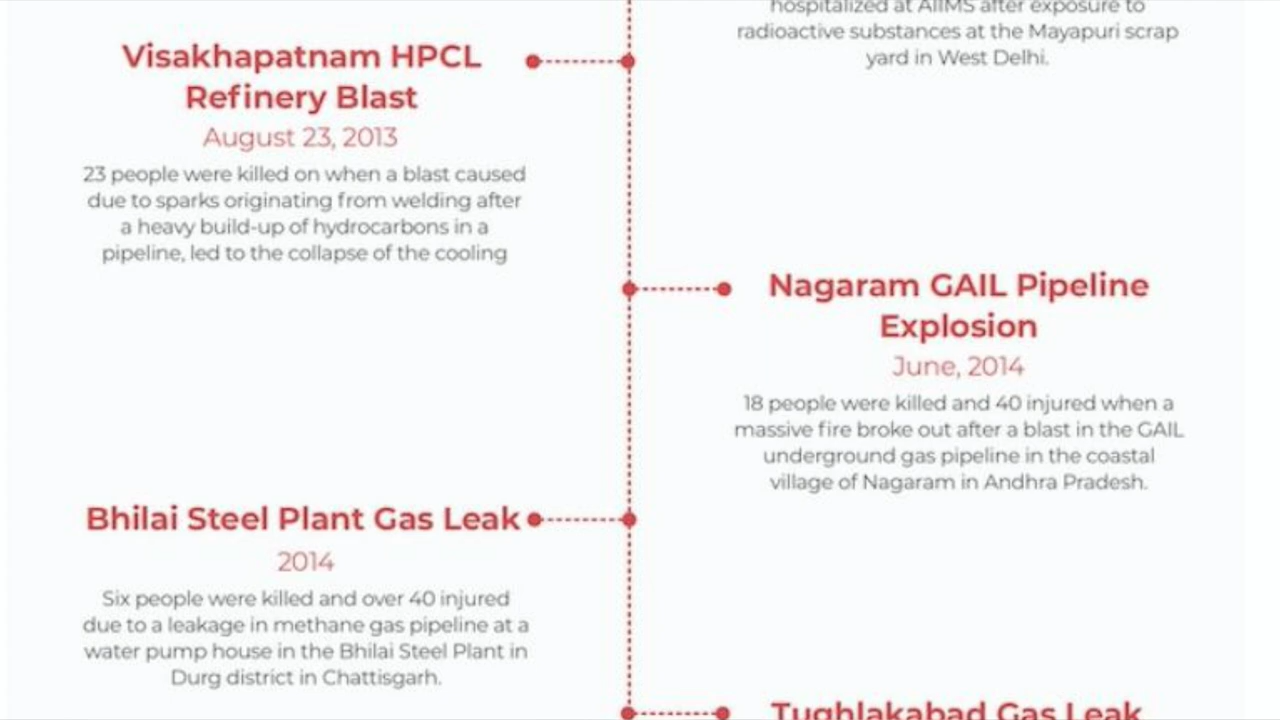 hospitalized at AIIMS after exposure to
radioactive substances at the Mayapuri scrap
yard in West Delhi.
Visakhapatnam HPCL
Refinery Blast
August 23, 2013
23 people were killed on when a blast caused
due to sparks originating from welding after
a heavy build-up of hydrocarbons in a
pipeline, led to the collapse of the cooling
Nagaram GAIL Pipeline
Explosion
June, 2014
18 people were killed and 40 injured when a
massive fire broke out after a blast in the GAIL
underground gas pipeline in the coastal
village of Nagaram in Andhra Pradesh.
Bhilai Steel Plant Gas Leak
2014
Six people were killed and over 40 injured
due to a leakage in methane gas pipeline at a
water pump house in the Bhilai Steel Plant in
Durg district in Chattisgarh.
Tughlakabad Gas Leak